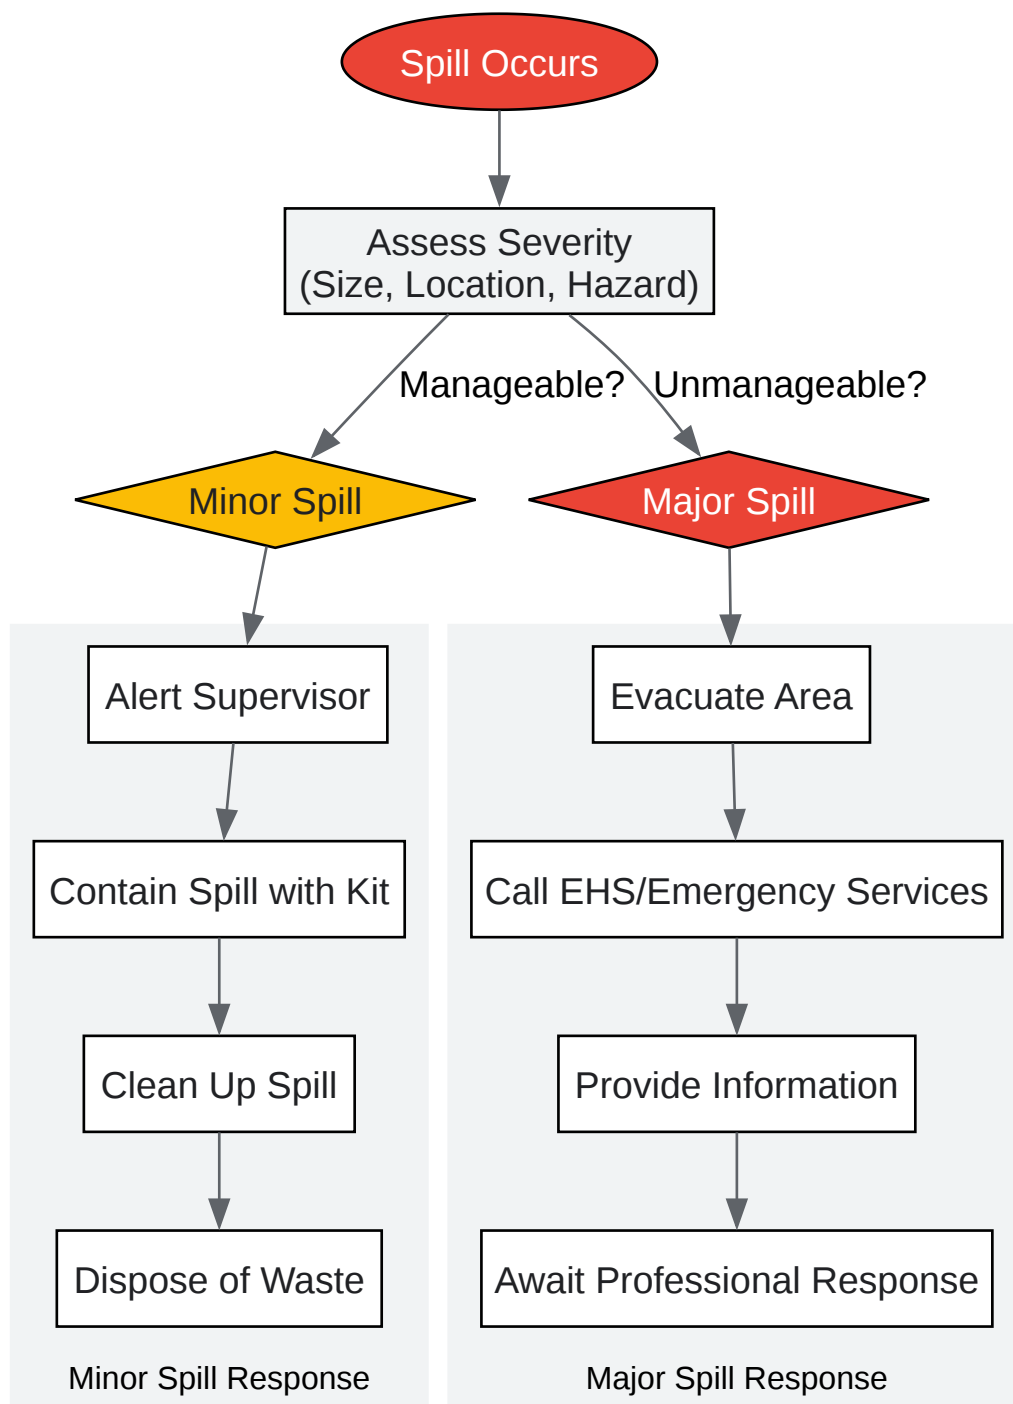 Spill Occurs
Assess Severity
(Size, Location, Hazard)
Manageable?
Unmanageable?
Minor Spill
Major Spill
Alert Supervisor
Contain Spill with Kit
Clean Up Spill
Dispose of Waste
Minor Spill Response
Evacuate Area
Call EHS/Emergency Services
Provide Information
Await Professional Response
Major Spill Response